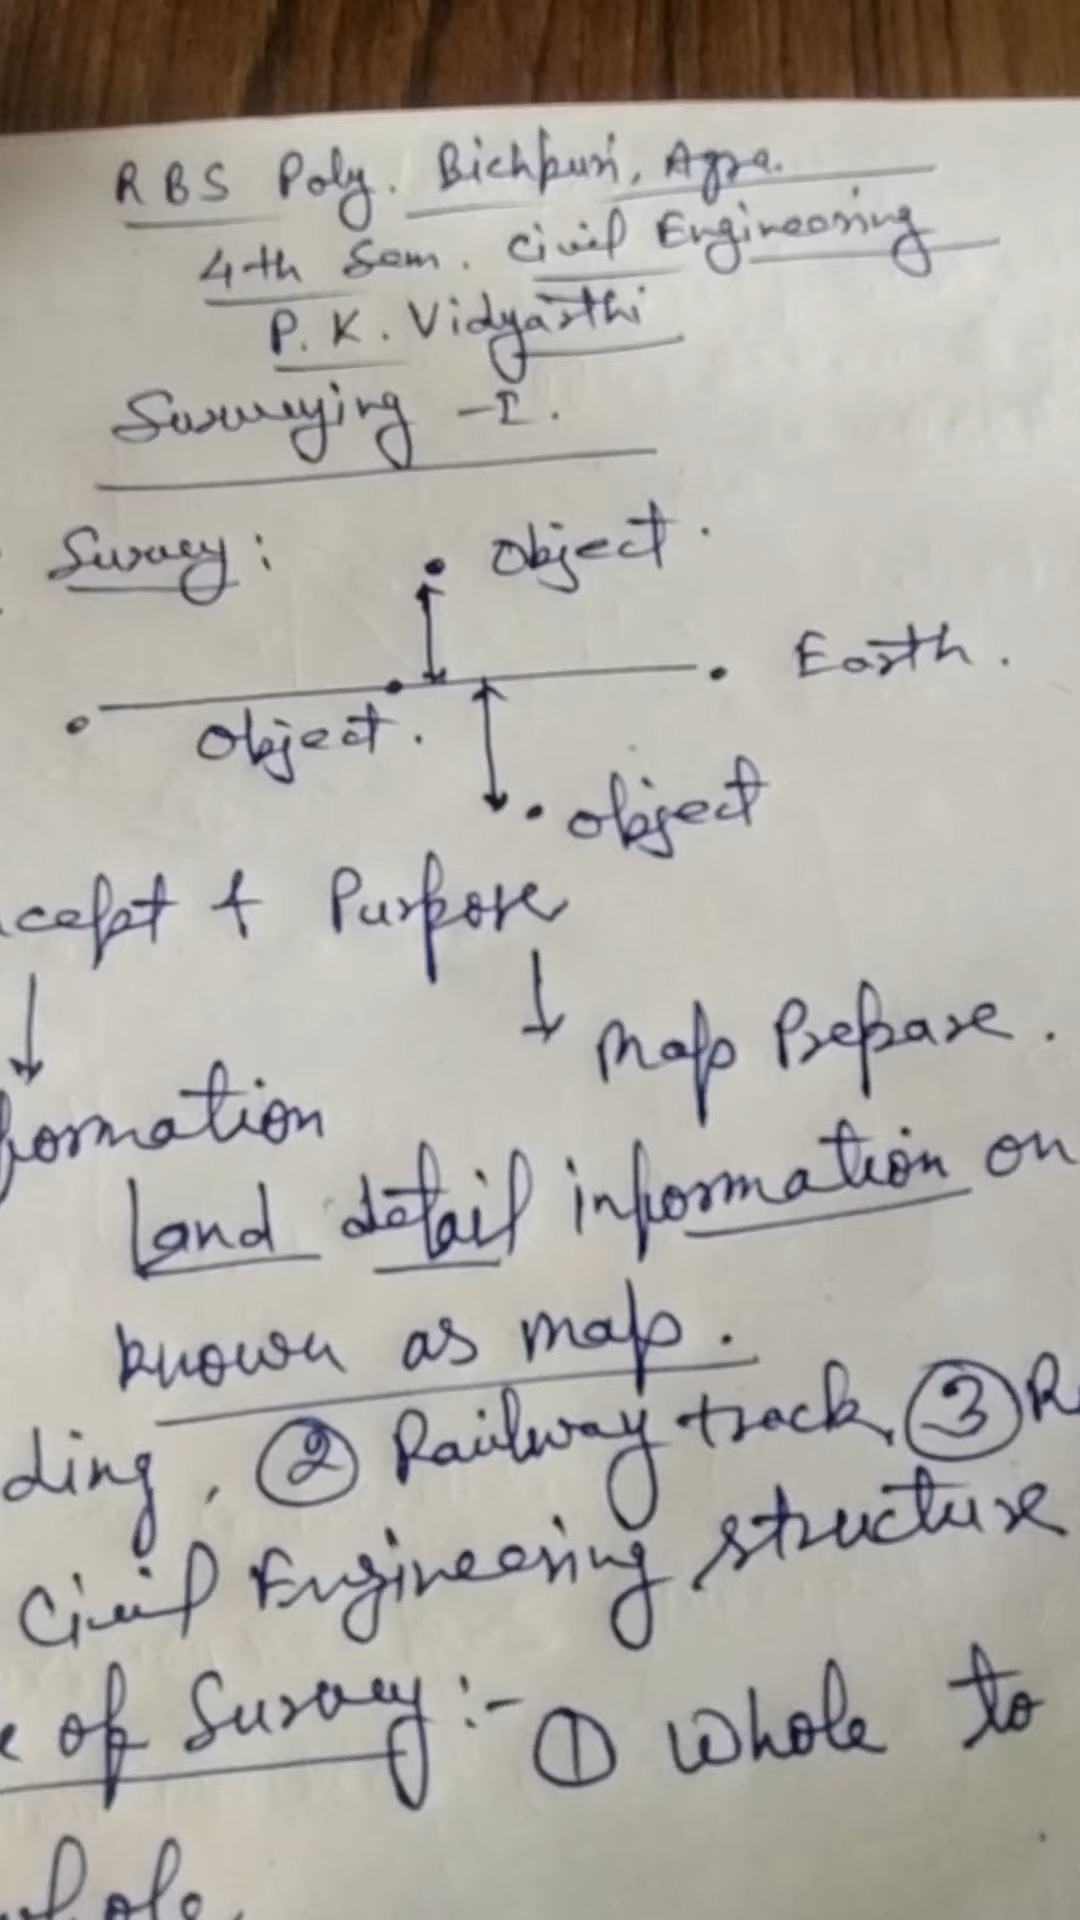 RBS Poly. Bichpuri, Agra.
4th Sem. Civil Engineering
P. K. Vidyarthi
Surveying -I.
Survey:
Object.
Earth.
Object.
object
cept & Purpose
Map Prepare.
formation
Land detail information on
known as map.
ding, ② Railway track, ③ R
Civil Engineering structure
of Survey:- ① Whole to
whole